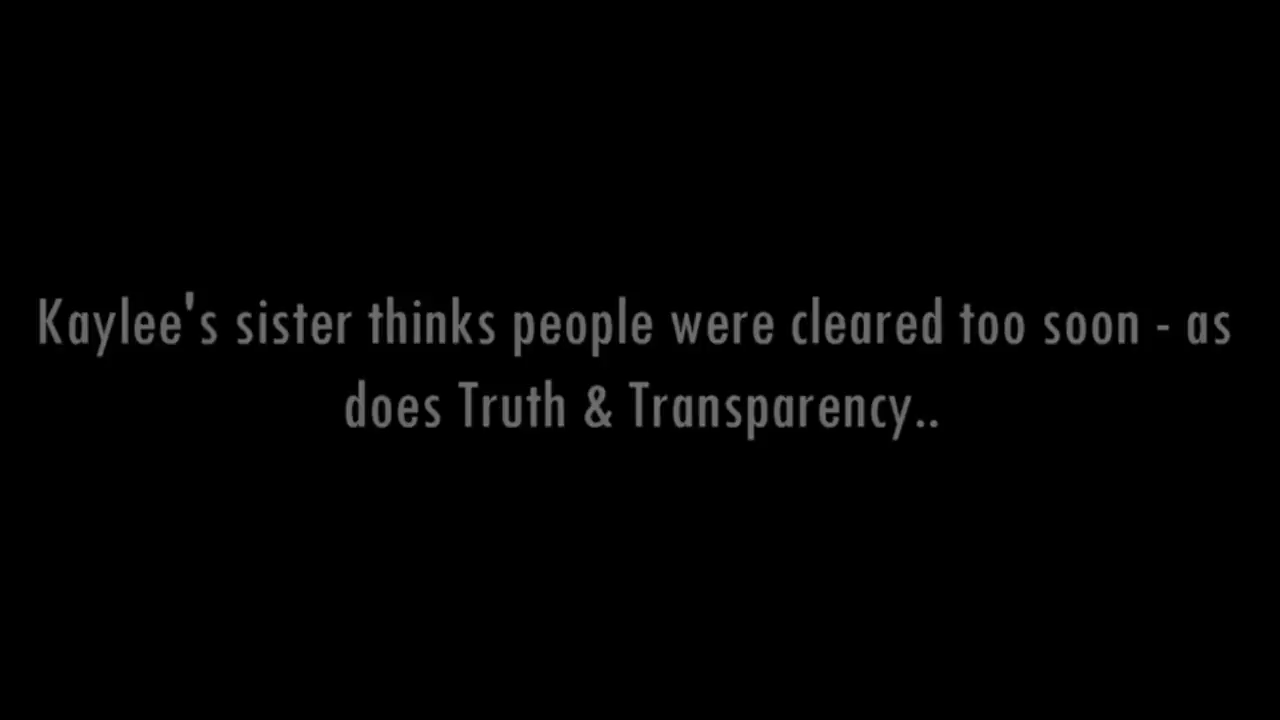 Kaylee's sister thinks people were cleared too soon - as
does Truth & Transparency..